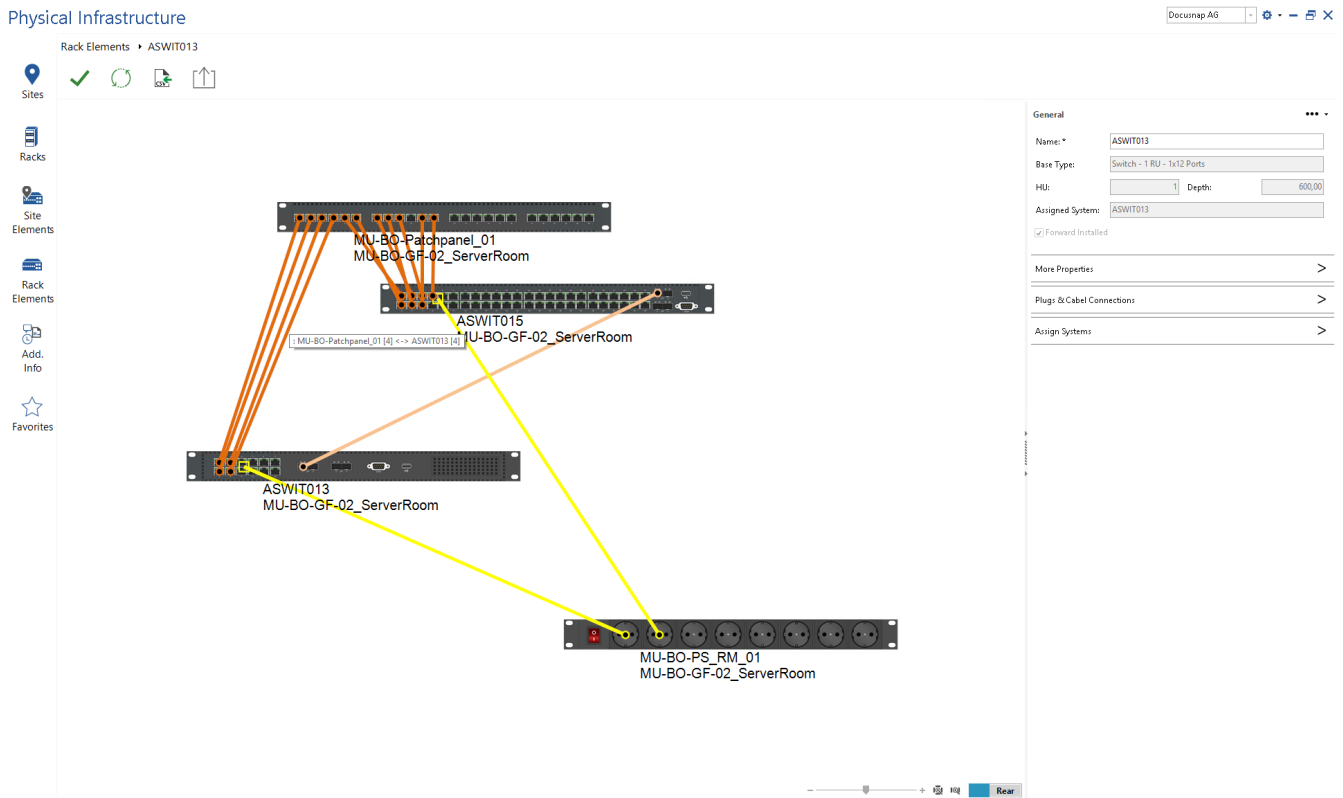 Physical Infrastructure
Docusnap AG
Rack Elements ASWIT013
Sites
Racks
Site
Elements
Rack
Elements
Add.
Info
Favorites
CSV
MU-BO-Patchpanel_01
MU-BO-GF-02_ServerRoom
ASWIT015
MU-BO-GF-02_ServerRoom
: MU-BO-Patchpanel_01 [4] <-> ASWIT013 [4]
ASWIT013
MU-BO-GF-02_ServerRoom
MU-BO-PS_RM_01
MU-BO-GF-02_ServerRoom
General
Name: * ASWIT013
Base Type: Switch - 1 RU - 1x12 Ports
HU: 1 Depth: 600,00
Assigned System: ASWIT013
Forward Installed
More Properties
Plugs & Cabel Connections
Assign Systems
Rear